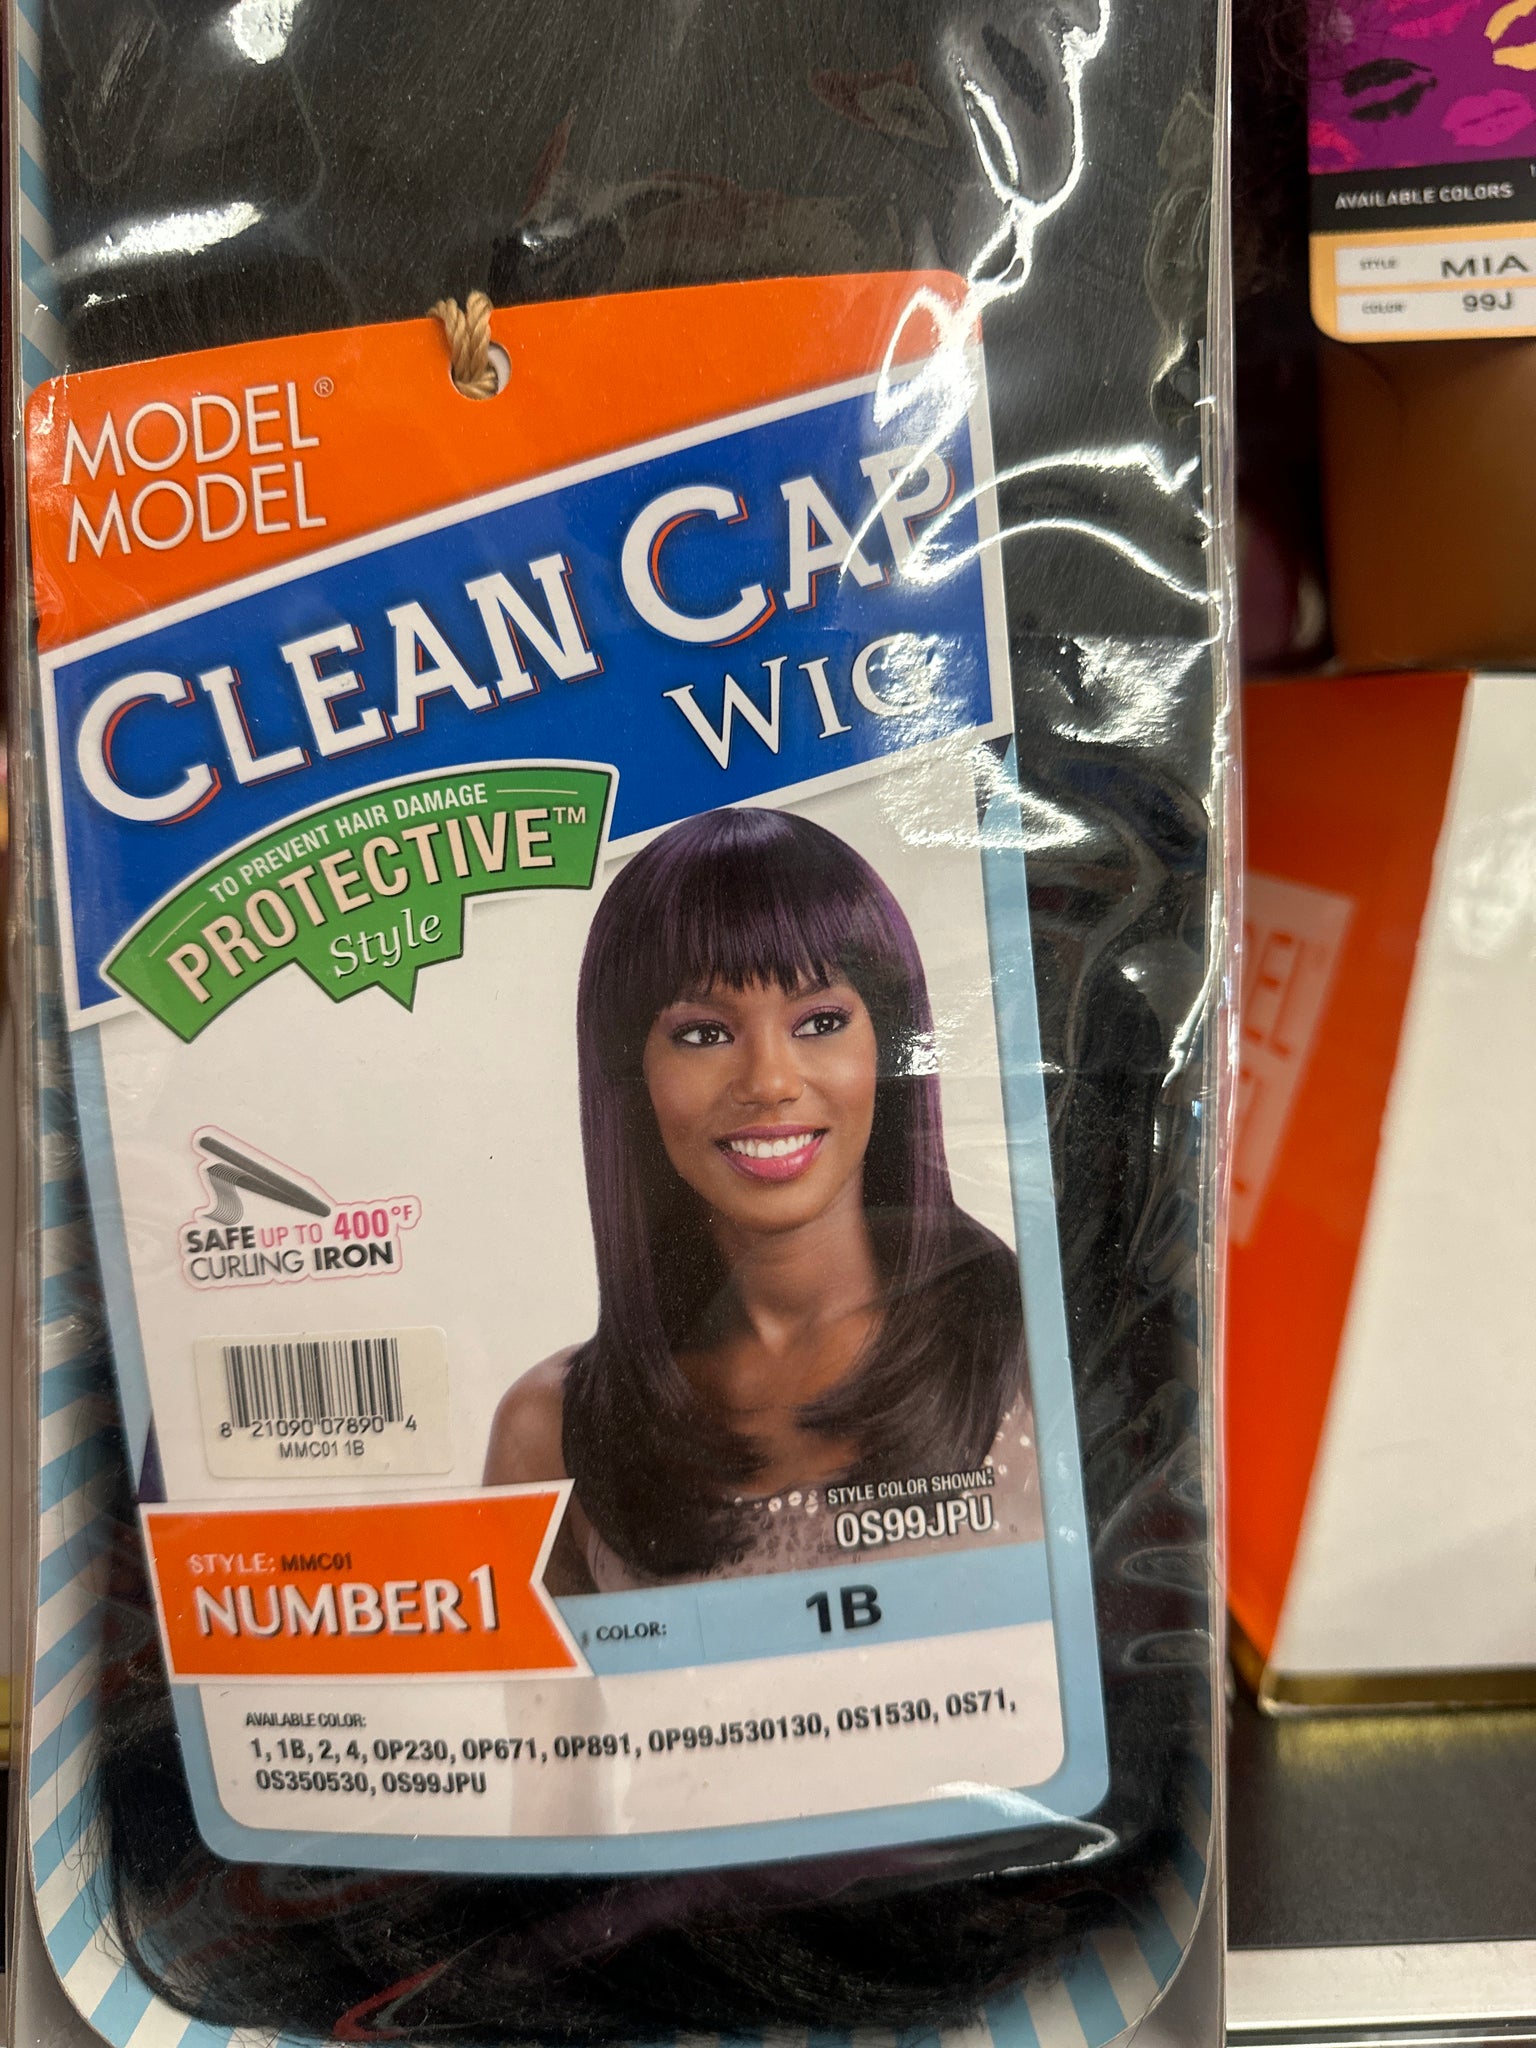 MODEL®
MODEL
CLEAN CAP
WIG
TO PREVENT HAIR DAMAGE
PROTECTIVE™
Style
SAFE UP TO 400°F
CURLING IRON
8 21090 07890 4
MMC01 1B
STYLE COLOR SHOWN:
OS99JPU
STYLE: MMC01
NUMBER1
COLOR: 1B
AVAILABLE COLOR:
1, 1B, 2, 4, OP230, OP671, OP891, OP99J530130, OS1530, OS71,
OS350530, OS99JPU
AVAILABLE COLORS
STYLE MIA
COLOR 99J